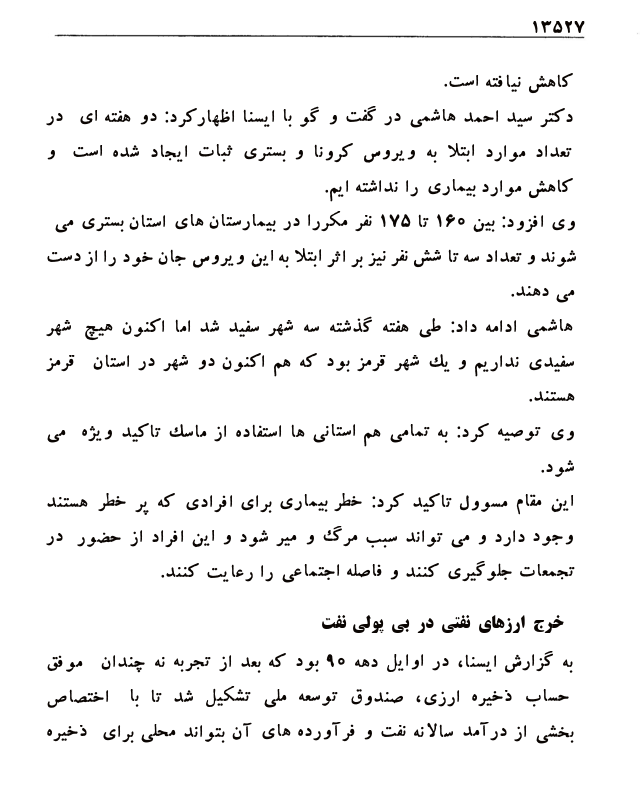 ۱۳۵۲۷
کاهش نیافته است.
دکتر سید احمد هاشمی در گفت و گو با ایسنا اظهارکرد: دو هفته ای در
تعداد موارد ابتلا به ویروس کرونا و بستری ثبات ایجاد شده است و
کاهش موارد بیماری را نداشته ایم.
وی افزود: بین ۱۶۰ تا ۱۷۵ نفر مکررا در بیمارستان های استان بستری می
شوند و تعداد سه تا شش نفر نیز بر اثر ابتلا به این ویروس جان خود را از دست
می دهند.
هاشمی ادامه داد: طی هفته گذشته سه شهر سفید شد اما اکنون هیچ شهر
سفیدی نداریم و یك شهر قرمز بود که هم اکنون دو شهر در استان قرمز
هستند.
وی توصیه کرد: به تمامی هم استانی ها استفاده از ماسك تاکید ویژه می
شود.
این مقام مسوول تاکید کرد: خطر بیماری برای افرادی که پر خطر هستند
وجود دارد و می تواند سبب مرگ و میر شود و این افراد از حضور در
تجمعات جلوگیری کنند و فاصله اجتماعی را رعایت کنند.
خرج ارزهای نفتی در بی پولی نفت
به گزارش ایسنا، در اوایل دهه ۹۰ بود که بعد از تجربه نه چندان موفق
حساب ذخیره ارزی، صندوق توسعه ملی تشکیل شد تا با اختصاص
بخشی از درآمد سالانه نفت و فرآورده های آن بتواند محلی برای ذخیره